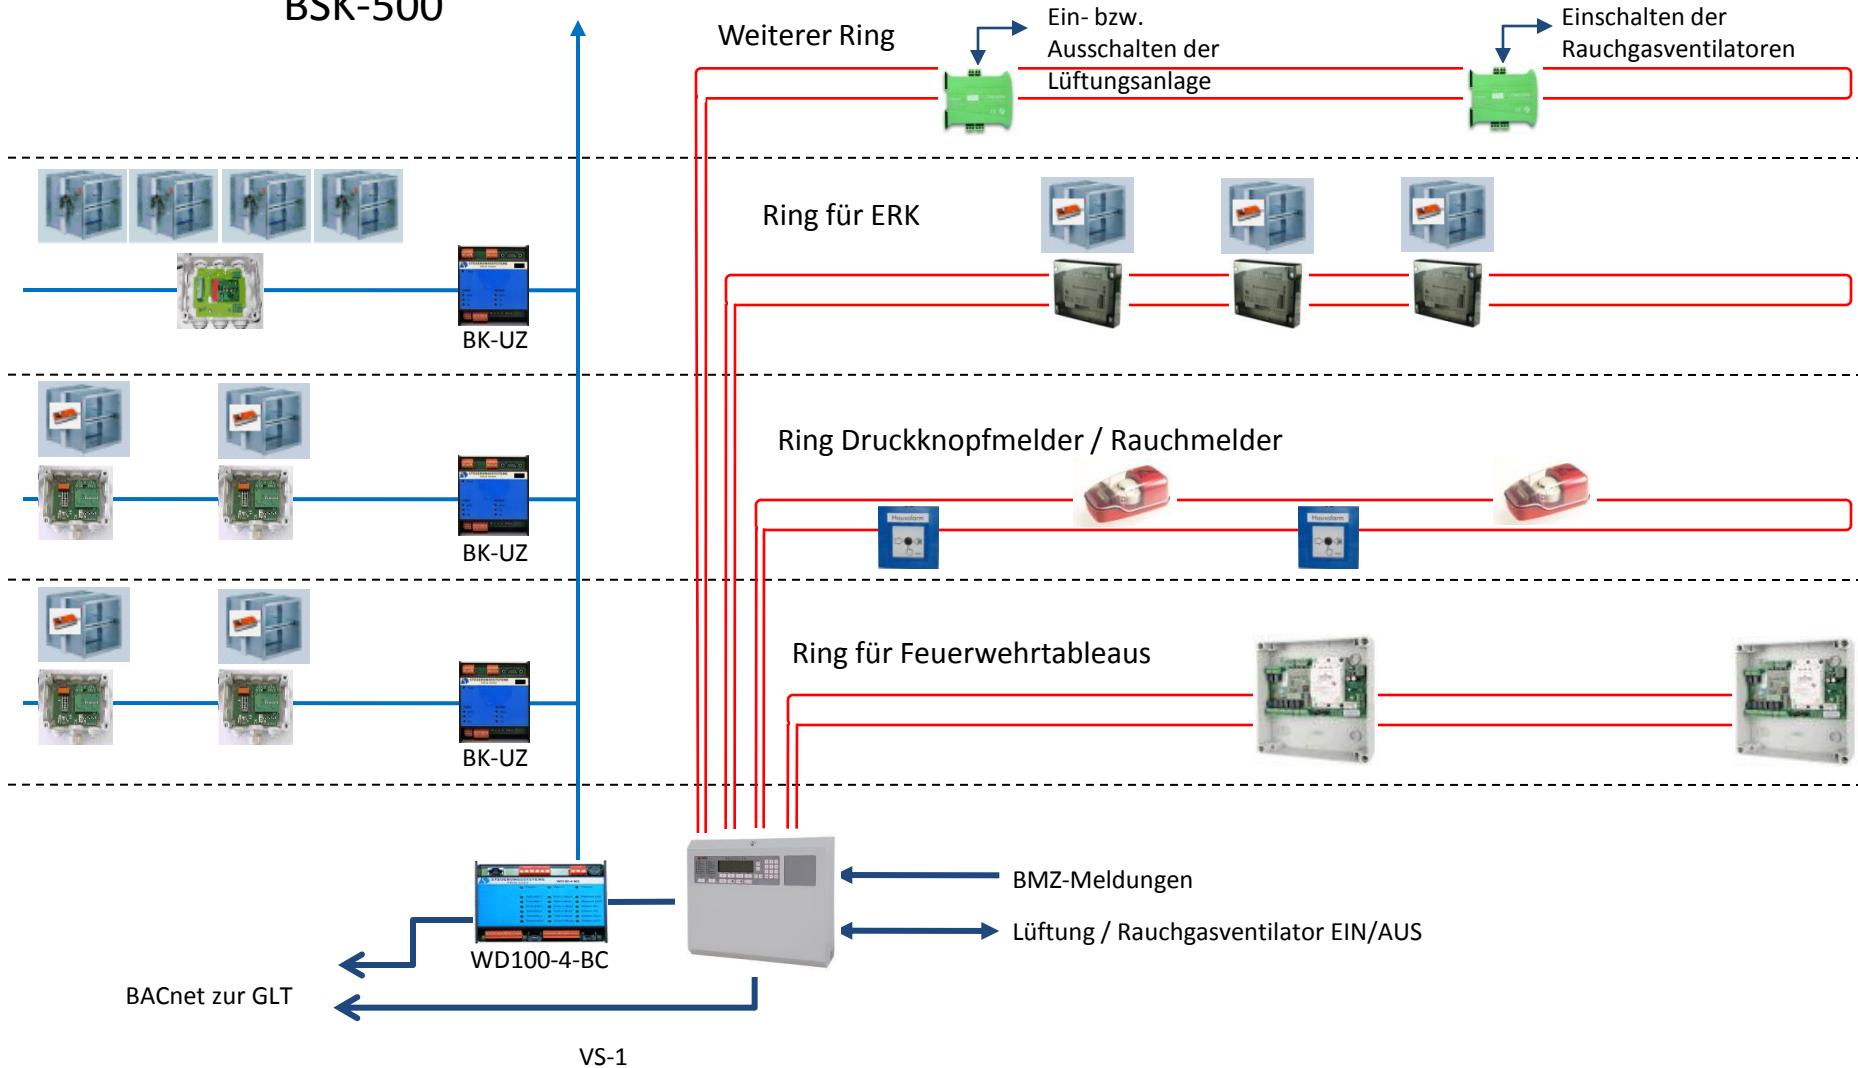 BSK-500
Weiterer Ring
Ein- bzw.
Ausschalten der
Lüftungsanlage
Einschalten der
Rauchgasventilatoren
Ring für ERK
BK-UZ
Ring Druckknopfmelder / Rauchmelder
Hausalarm
Hausalarm
BK-UZ
Ring für Feuerwehrtableaus
BK-UZ
BMZ-Meldungen
Lüftung / Rauchgasventilator EIN/AUS
WD100-4-BC
BACnet zur GLT
VS-1